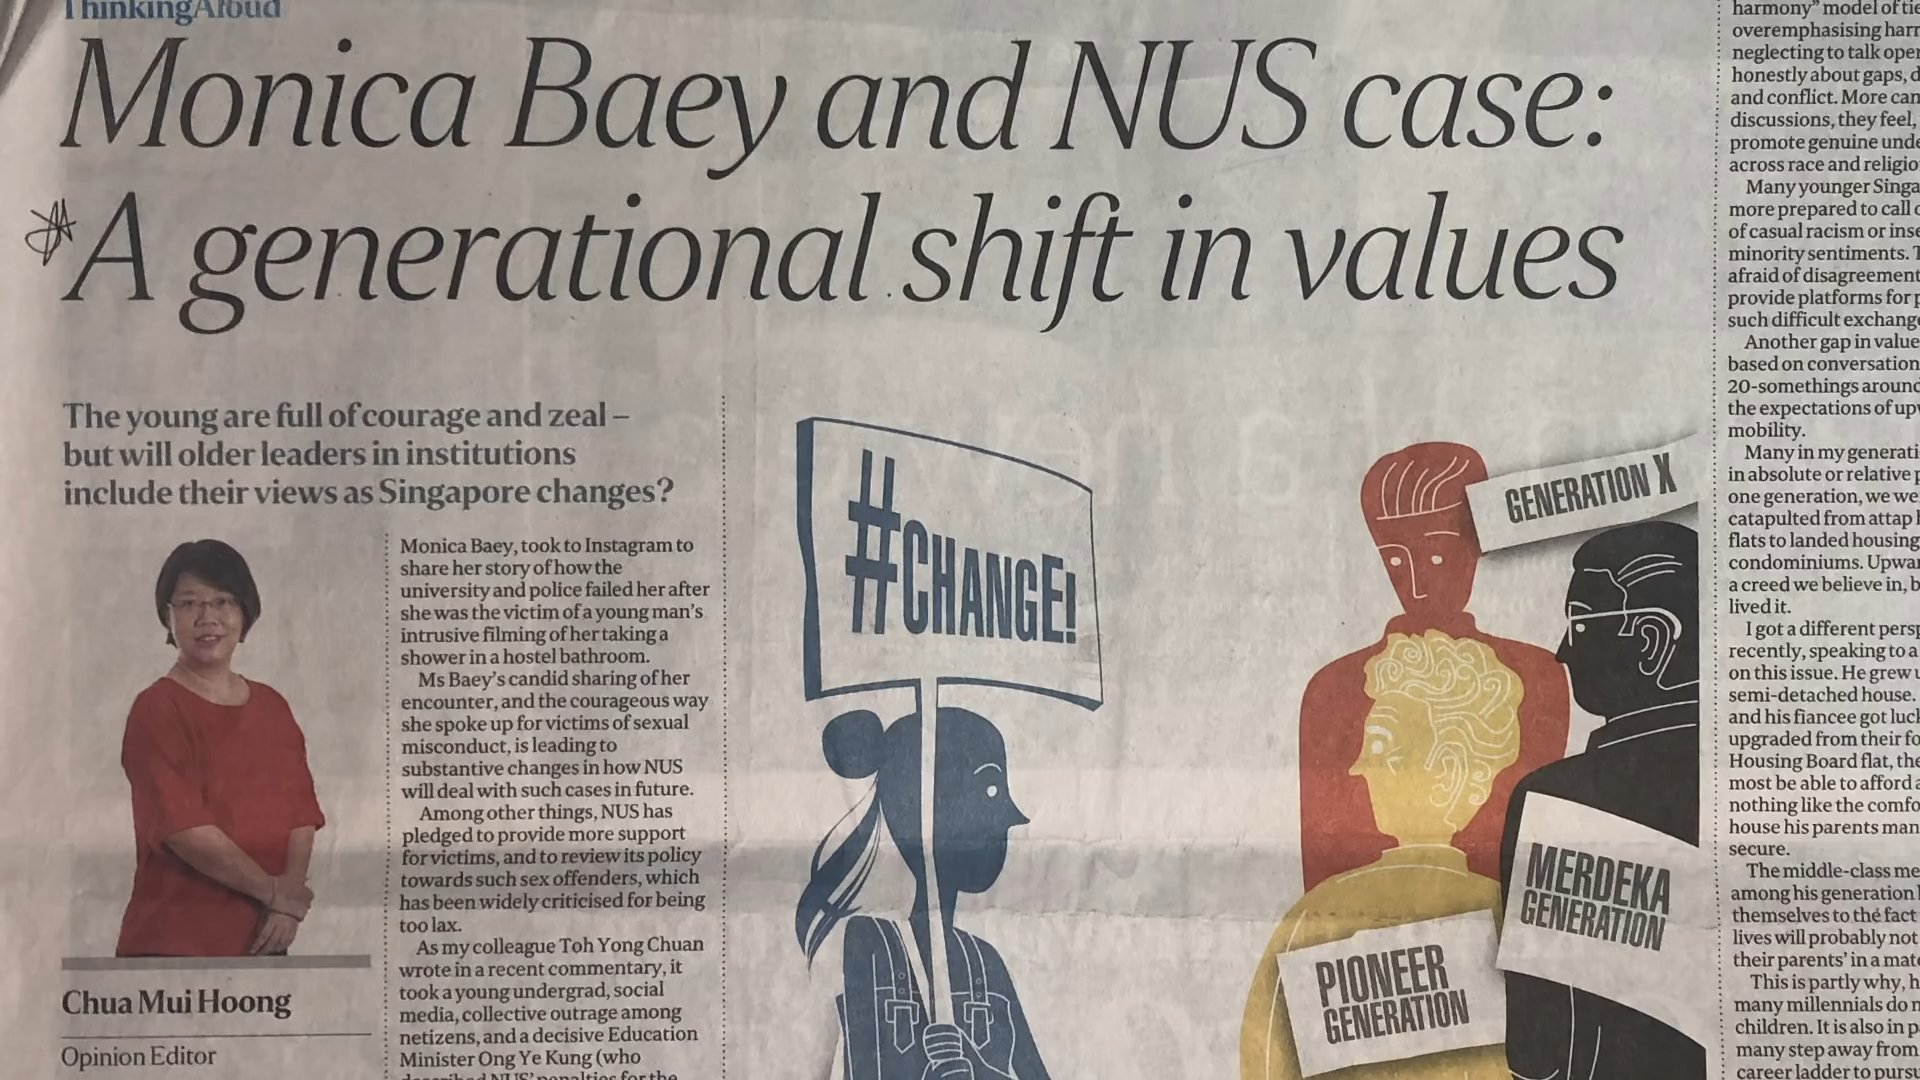 ThinkingAloud
Monica Baey and NUS case:
A generational shift in values
The young are full of courage and zeal –
but will older leaders in institutions
include their views as Singapore changes?
Chua Mui Hoong
Opinion Editor
Monica Baey, took to Instagram to
share her story of how the
university and police failed her after
she was the victim of a young man's
intrusive filming of her taking a
shower in a hostel bathroom.
Ms Baey's candid sharing of her
encounter, and the courageous way
she spoke up for victims of sexual
misconduct, is leading to
substantive changes in how NUS
will deal with such cases in future.
Among other things, NUS has
pledged to provide more support
for victims, and to review its policy
towards such sex offenders, which
has been widely criticised for being
too lax.
As my colleague Toh Yong Chuan
wrote in a recent commentary, it
took a young undergrad, social
media, collective outrage among
netizens, and a decisive Education
Minister Ong Ye Kung (who
described NUS' penalties for the
#CHANGE!
GENERATION X
MERDEKA
GENERATION
PIONEER
GENERATION
harmony" model of
overemphasising
neglecting to talk
honestly about gaps,
and conflict. More
discussions, they feel,
promote genuine
across race and
Many younger
more prepared to call
of casual racism or
minority sentiments.
afraid of disagreement
provide platforms for
such difficult
Another gap in
based on
20-somethings
the expectations of
mobility.
Many in my
in absolute or relative
one generation, we
catapulted from attap
flats to landed housing
condominiums.
a creed we believe in,
lived it.
I got a different
recently, speaking to a
on this issue. He grew
semi-detached house.
and his fiancee got
upgraded from their
Housing Board flat,
most be able to afford
nothing like the
house his parents
secure.
The middle-class
among his generation
themselves to the fact
lives will probably not
their parents' in a
This is partly why,
many millennials do
children. It is also in
many step away from
career ladder to